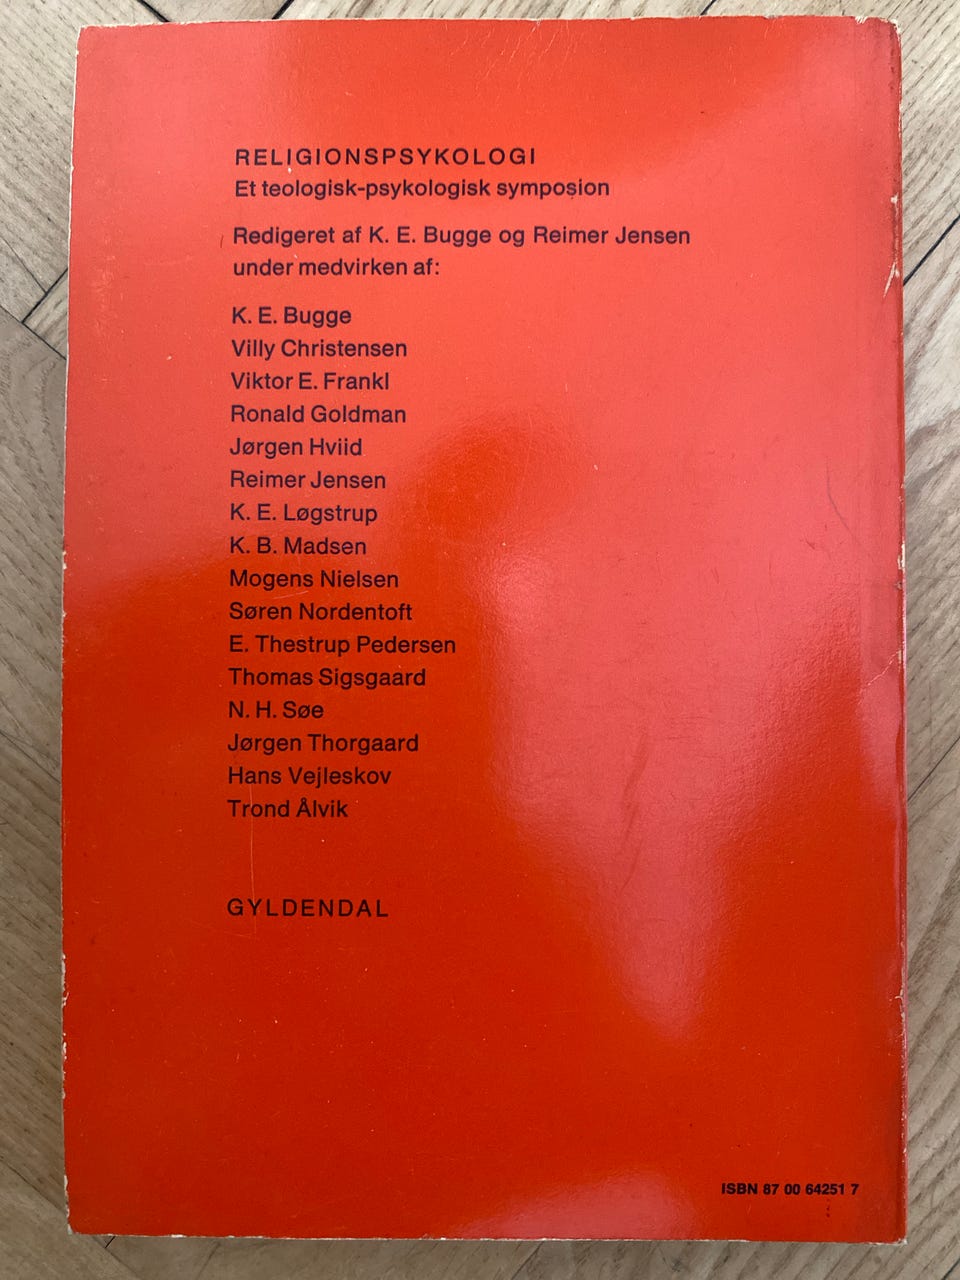 RELIGIONSPSYKOLOGI
Et teologisk-psykologisk symposion
Redigeret af K. E. Bugge og Reimer Jensen
under medvirken af:
K. E. Bugge
Villy Christensen
Viktor E. Frankl
Ronald Goldman
Jørgen Hviid
Reimer Jensen
K. E. Løgstrup
K. B. Madsen
Mogens Nielsen
Søren Nordentoft
E. Thestrup Pedersen
Thomas Sigsgaard
N. H. Søe
Jørgen Thorgaard
Hans Vejleskov
Trond Ålvik
GYLDENDAL
ISBN 87 00 64251 7